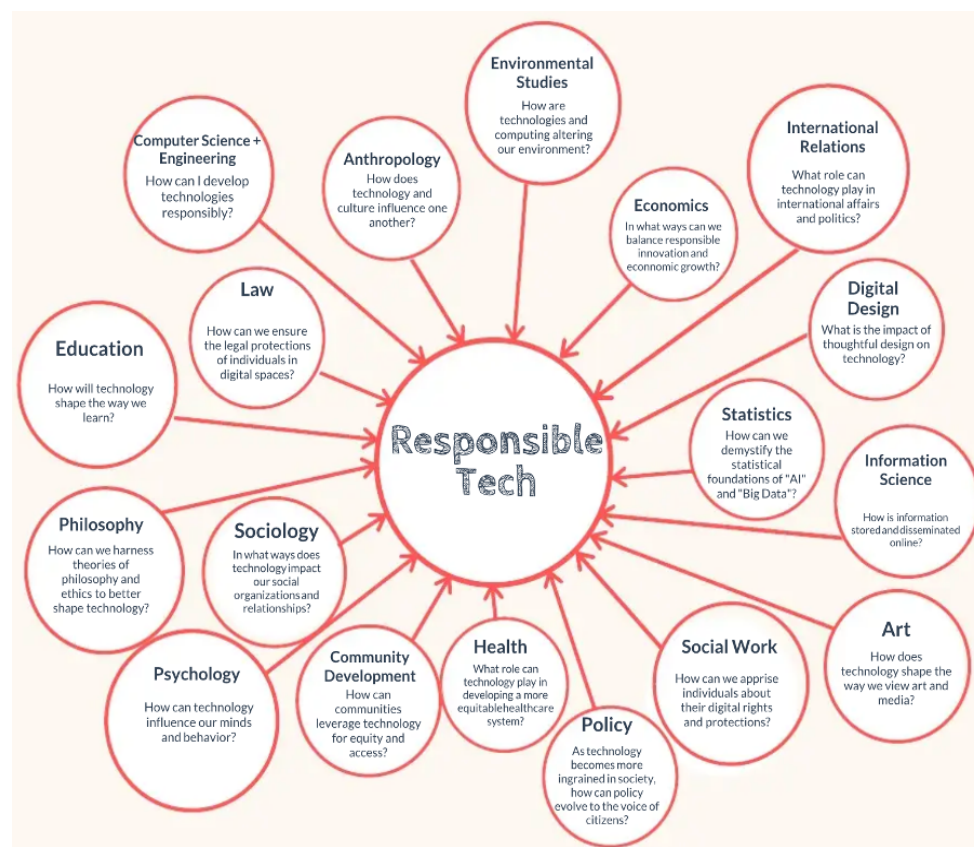 Environmental
Studies
How are
technologies and
computing altering
our environment?
Computer Science +
Engineering
How can I develop
technologies
responsibly?
Anthropology
How does
technology and
culture influence one
another?
Economics
In what ways can we
balance responsible
innovation and
econnomic growth?
International
Relations
What role can
technology play in
international affairs
and politics?
Law
How can we ensure
the legal protections
of individuals in
digital spaces?
Digital
Design
What is the impact of
thoughtful design on
technology?
Education
How will technology
shape the way we
learn?
Responsible
Tech
Statistics
How can we
demystify the
statistical
foundations of "AI"
and "Big Data"?
Information
Science
How is information
stored and disseminated
online?
Philosophy
How can we harness
theories of
philosophy and
ethics to better
shape technology?
Sociology
In what ways does
technology impact
our social
organizations and
relationships?
Psychology
How can technology
influence our minds
and behavior?
Community
Development
How can
communities
leverage technology
for equity and
access?
Health
What role can
technology play in
developing a more
equitable healthcare
system?
Policy
As technology
becomes more
ingrained in society,
how can policy
evolve to the voice of
citizens?
Social Work
How can we apprise
individuals about
their digital rights
and protections?
Art
How does
technology shape the
way we view art and
media?